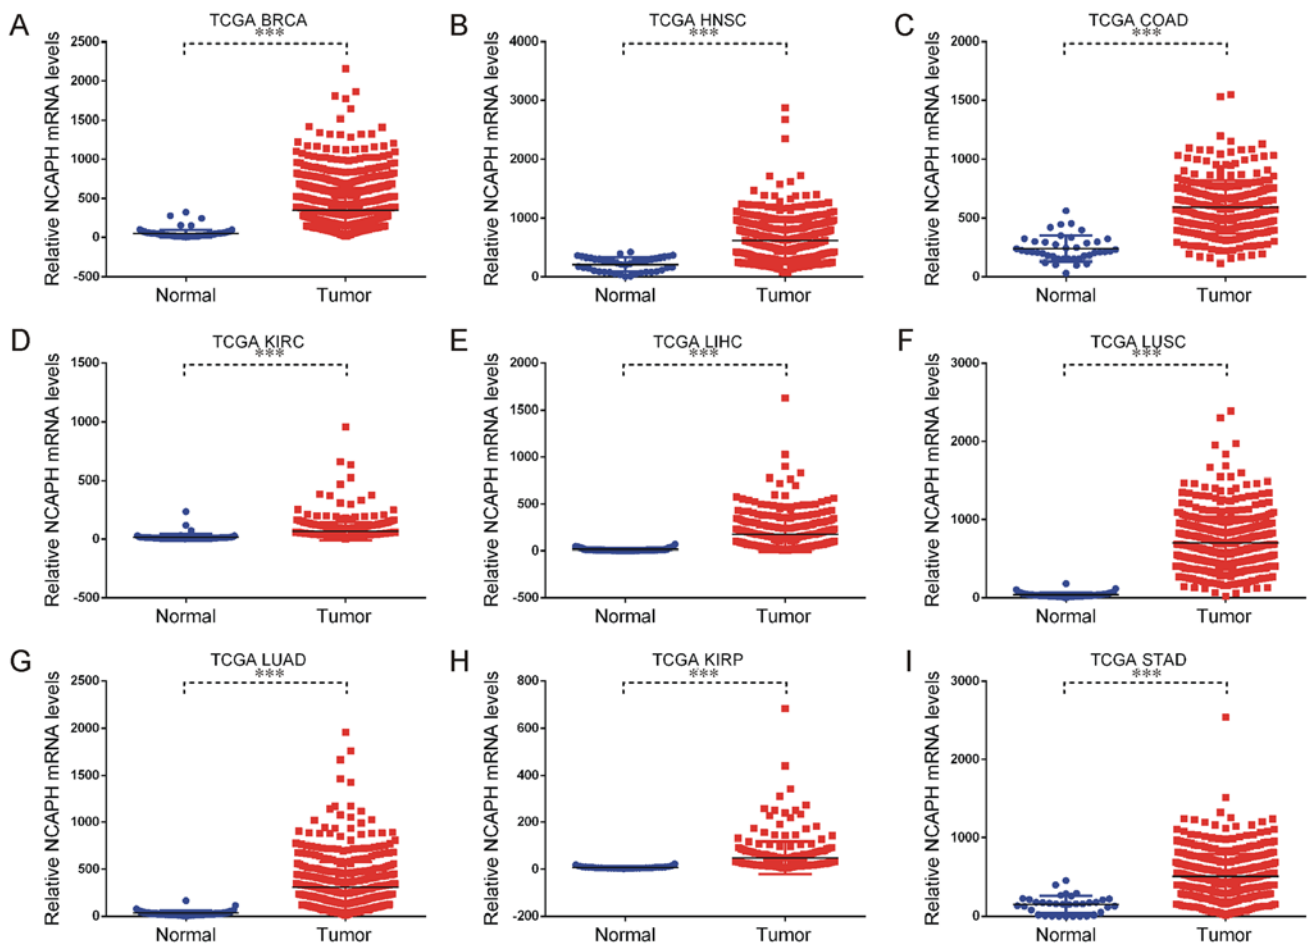 A
TCGA BRCA
***
Relative NCAPH mRNA levels
2500
2000
1500
1000
500
0
-500
Normal
Tumor
B
TCGA HNSC
***
Relative NCAPH mRNA levels
4000
3000
2000
1000
0
Normal
Tumor
C
TCGA COAD
***
Relative NCAPH mRNA levels
2000
1500
1000
500
0
Normal
Tumor
D
TCGA KIRC
***
Relative NCAPH mRNA levels
1500
1000
500
0
-500
Normal
Tumor
E
TCGA LIHC
***
Relative NCAPH mRNA levels
2000
1500
1000
500
0
-500
Normal
Tumor
F
TCGA LUSC
***
Relative NCAPH mRNA levels
3000
2000
1000
0
Normal
Tumor
G
TCGA LUAD
***
Relative NCAPH mRNA levels
2500
2000
1500
1000
500
0
Normal
Tumor
H
TCGA KIRP
***
Relative NCAPH mRNA levels
800
600
400
200
0
-200
Normal
Tumor
I
TCGA STAD
***
Relative NCAPH mRNA levels
3000
2000
1000
0
Normal
Tumor